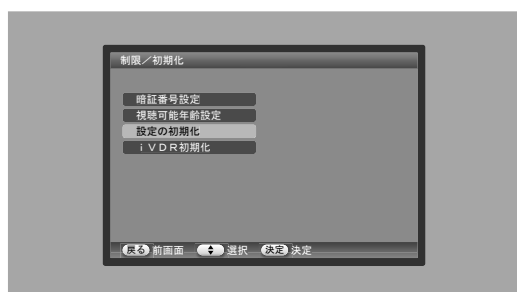 制限／初期化
暗証番号設定
視聴可能年齢設定
設定の初期化
ｉＶＤＲ初期化
戻る 前画面 選択 決定 決定